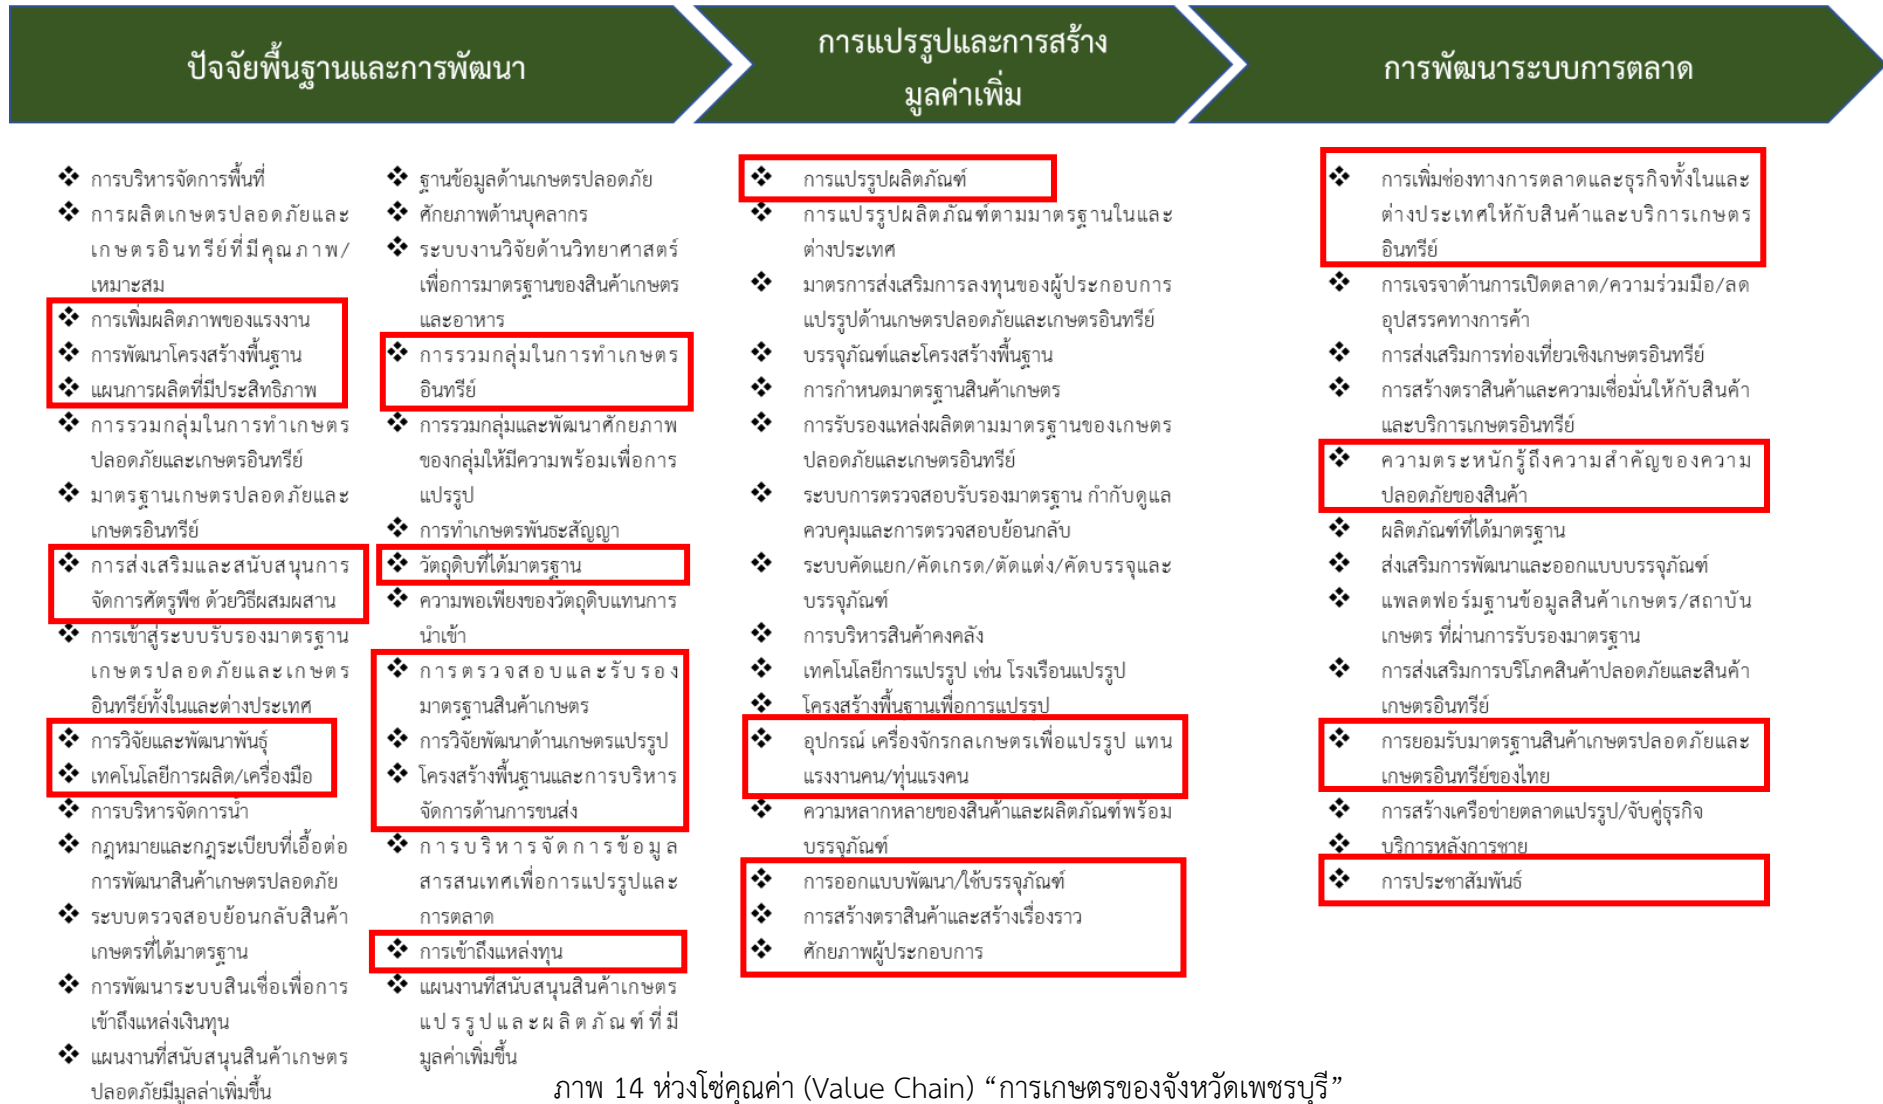 ปัจจัยพื้นฐานและการพัฒนา
การแปรรูปและการสร้าง
มูลค่าเพิ่ม
การพัฒนาระบบการตลาด
❖ การบริหารจัดการพื้นที่
❖ การผลิตเกษตรปลอดภัยและ
เกษตรอินทรีย์ที่มีคุณภาพ/
เหมาะสม
❖ การเพิ่มผลิตภาพของแรงงาน
❖ การพัฒนาโครงสร้างพื้นฐาน
❖ แผนการผลิตที่มีประสิทธิภาพ
❖ การรวมกลุ่มในการทำเกษตร
ปลอดภัยและเกษตรอินทรีย์
❖ มาตรฐานเกษตรปลอดภัยและ
เกษตรอินทรีย์
❖ การส่งเสริมและสนับสนุนการ
จัดการศัตรูพืช ด้วยวิธีผสมผสาน
❖ การเข้าสู่ระบบรับรองมาตรฐาน
เกษตรปลอดภัยและเกษตร
อินทรีย์ทั้งในและต่างประเทศ
❖ การวิจัยและพัฒนาพันธุ์
❖ เทคโนโลยีการผลิต/เครื่องมือ
❖ การบริหารจัดการน้ำ
❖ กฎหมายและกฎระเบียบที่เอื้อต่อ
การพัฒนาสินค้าเกษตรปลอดภัย
❖ ระบบตรวจสอบย้อนกลับสินค้า
เกษตรที่ได้มาตรฐาน
❖ การพัฒนาระบบสินเชื่อเพื่อการ
เข้าถึงแหล่งเงินทุน
❖ แผนงานที่สนับสนุนสินค้าเกษตร
ปลอดภัยมีมูลล่าเพิ่มขึ้น
❖ ฐานข้อมูลด้านเกษตรปลอดภัย
❖ ศักยภาพด้านบุคลากร
❖ ระบบงานวิจัยด้านวิทยาศาสตร์
เพื่อการมาตรฐานของสินค้าเกษตร
และอาหาร
❖ การรวมกลุ่มในการทำเกษตร
อินทรีย์
❖ การรวมกลุ่มและพัฒนาศักยภาพ
ของกลุ่มให้มีความพร้อมเพื่อการ
แปรรูป
❖ การทำเกษตรพันธะสัญญา
❖ วัตถุดิบที่ได้มาตรฐาน
❖ ความพอเพียงของวัตถุดิบแทนการ
นำเข้า
❖ การตรวจสอบและรับรอง
มาตรฐานสินค้าเกษตร
❖ การวิจัยพัฒนาด้านเกษตรแปรรูป
❖ โครงสร้างพื้นฐานและการบริหาร
จัดการด้านการขนส่ง
❖ การบริหารจัดการข้อมูล
สารสนเทศเพื่อการแปรรูปและ
การตลาด
❖ การเข้าถึงแหล่งทุน
❖ แผนงานที่สนับสนุนสินค้าเกษตร
แปรรูปและผลิตภัณฑ์ที่มี
มูลค่าเพิ่มขึ้น
❖ การแปรรูปผลิตภัณฑ์
❖ การแปรรูปผลิตภัณฑ์ตามมาตรฐานในและ
ต่างประเทศ
❖ มาตรการส่งเสริมการลงทุนของผู้ประกอบการ
แปรรูปด้านเกษตรปลอดภัยและเกษตรอินทรีย์
❖ บรรจุภัณฑ์และโครงสร้างพื้นฐาน
❖ การกำหนดมาตรฐานสินค้าเกษตร
❖ การรับรองแหล่งผลิตตามมาตรฐานของเกษตร
ปลอดภัยและเกษตรอินทรีย์
❖ ระบบการตรวจสอบรับรองมาตรฐาน กำกับดูแล
ควบคุมและการตรวจสอบย้อนกลับ
❖ ระบบคัดแยก/คัดเกรด/ตัดแต่ง/คัดบรรจุและ
บรรจุภัณฑ์
❖ การบริหารสินค้าคงคลัง
❖ เทคโนโลยีการแปรรูป เช่น โรงเรือนแปรรูป
❖ โครงสร้างพื้นฐานเพื่อการแปรรูป
❖ อุปกรณ์ เครื่องจักรกลเกษตรเพื่อแปรรูป แทน
แรงงานคน/ทุ่นแรงคน
❖ ความหลากหลายของสินค้าและผลิตภัณฑ์พร้อม
บรรจุภัณฑ์
❖ การออกแบบพัฒนา/ใช้บรรจุภัณฑ์
❖ การสร้างตราสินค้าและสร้างเรื่องราว
❖ ศักยภาพผู้ประกอบการ
❖ การเพิ่มช่องทางการตลาดและธุรกิจทั้งในและ
ต่างประเทศให้กับสินค้าและบริการเกษตร
อินทรีย์
❖ การเจรจาด้านการเปิดตลาด/ความร่วมมือ/ลด
อุปสรรคทางการค้า
❖ การส่งเสริมการท่องเที่ยวเชิงเกษตรอินทรีย์
❖ การสร้างตราสินค้าและความเชื่อมั่นให้กับสินค้า
และบริการเกษตรอินทรีย์
❖ ความตระหนักรู้ถึงความสำคัญของความ
ปลอดภัยของสินค้า
❖ ผลิตภัณฑ์ที่ได้มาตรฐาน
❖ ส่งเสริมการพัฒนาและออกแบบบรรจุภัณฑ์
❖ แพลตฟอร์มฐานข้อมูลสินค้าเกษตร/สถาบัน
เกษตร ที่ผ่านการรับรองมาตรฐาน
❖ การส่งเสริมการบริโภคสินค้าปลอดภัยและสินค้า
เกษตรอินทรีย์
❖ การยอมรับมาตรฐานสินค้าเกษตรปลอดภัยและ
เกษตรอินทรีย์ของไทย
❖ การสร้างเครือข่ายตลาดแปรรูป/จับคู่ธุรกิจ
❖ บริการหลังการขาย
❖ การประชาสัมพันธ์
ภาพ 14 ห่วงโซ่คุณค่า (Value Chain) “การเกษตรของจังหวัดเพชรบุรี”